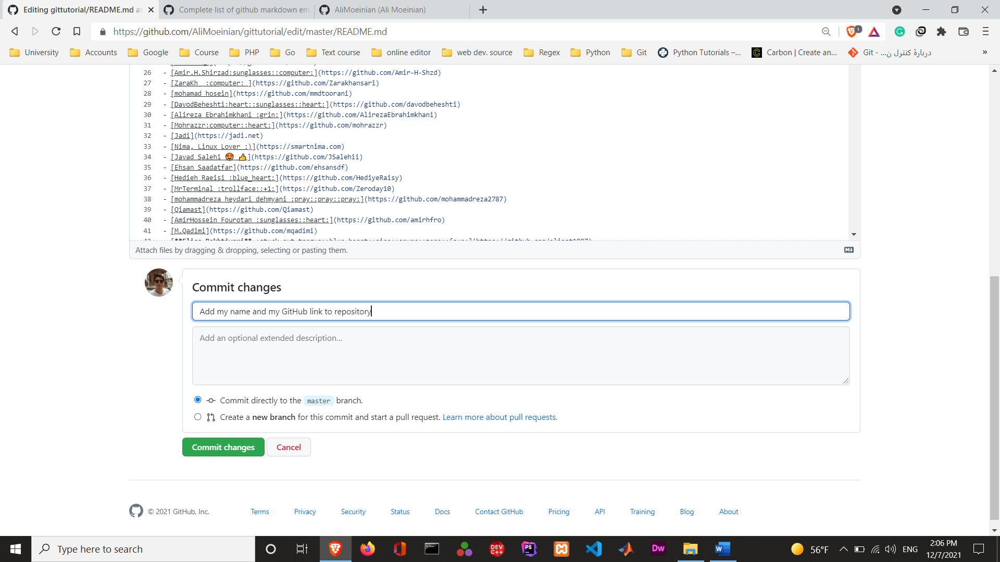 Editing gittutorial/README.md at
Complete list of github markdown em
AliMoeinian (Ali Moeinian)
https://github.com/AliMoeinian/gittutorial/edit/master/README.md
1
University Accounts Google Course PHP Go Text course online editor web dev. source Regex Python Git Python Tutorials –... Carbon | Create an... Git - ...دربارهٔ کنترل ن »
26 - [Amir.H.Shirzad:sunglasses::computer:](https://github.com/Amir-H-Shzd)
27 - [ZaraKh :computer: ](https://github.com/Zarakhansari)
28 - [mohamad hosein](https://github.com/mmdtoorani)
29 - [DavodBeheshti:heart::sunglasses::heart:](https://github.com/davodbeheshti)
30 - [Alireza Ebrahimkhani :grin:](https://github.com/AlirezaEbrahimkhani)
31 - [Mohrazzr:computer::heart:](https://github.com/mohrazzr)
32 - [Jadi](https://jadi.net)
33 - [Nima, Linux Lover :)](https://smartnima.com)
34 - [Javad Salehi 😍 👍](https://github.com/JSalehii)
35 - [Ehsan Saadatfar](https://github.com/ehsansdf)
36 - [Hedieh Raeisi :blue_heart:](https://github.com/HediyeRaisy)
37 - [MrTerminal :trollface::+1:](https://github.com/Zeroday10)
38 - [mohammadreza heydari dehmyani :pray::pray::pray:](https://github.com/mohammadreza2787)
39 - [Qiamast](https://github.com/Qiamast)
40 - [AmirHossein Fourotan :sunglasses::heart:](https://github.com/amirhfro)
41 - [M.Qadimi](https://github.com/mqadimi)
Attach files by dragging & dropping, selecting or pasting them.
Commit changes
Add my name and my GitHub link to repository
Add an optional extended description...
Commit directly to the master branch.
Create a new branch for this commit and start a pull request. Learn more about pull requests.
Commit changes Cancel
© 2021 GitHub, Inc. Terms Privacy Security Status Docs Contact GitHub Pricing API Training Blog About
Type here to search
DEV C++
PS
Dw
W
56°F
ENG
2:06 PM
12/7/2021